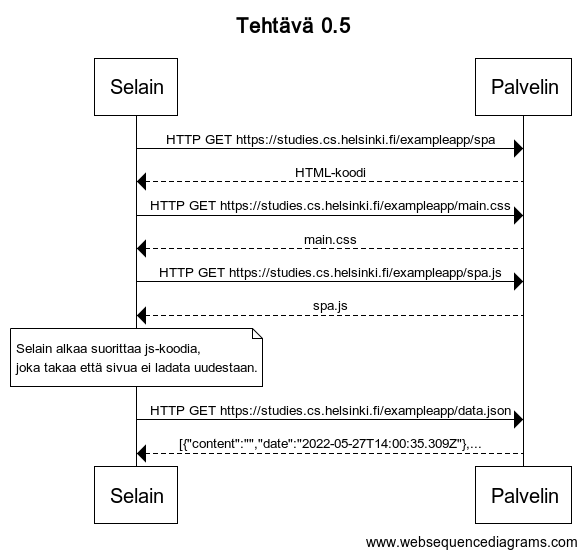 Tehtävä 0.5
Selain
Palvelin
HTTP GET https://studies.cs.helsinki.fi/exampleapp/spa
HTML-koodi
HTTP GET https://studies.cs.helsinki.fi/exampleapp/main.css
main.css
HTTP GET https://studies.cs.helsinki.fi/exampleapp/spa.js
spa.js
Selain alkaa suorittaa js-koodia,
joka takaa että sivua ei ladata uudestaan.
HTTP GET https://studies.cs.helsinki.fi/exampleapp/data.json
[{"content":"","date":"2022-05-27T14:00:35.309Z"},...
Selain
Palvelin
www.websequencediagrams.com